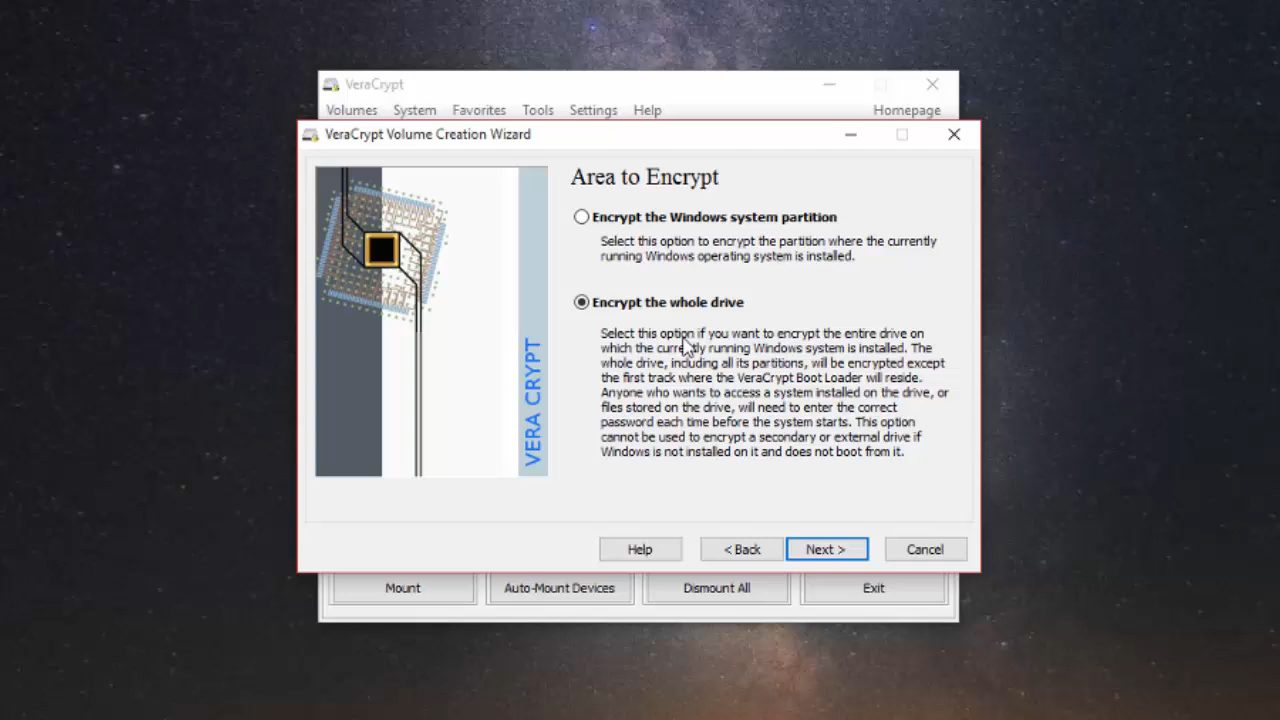 VeraCrypt
Volumes System Favorites Tools Settings Help Homepage
VeraCrypt Volume Creation Wizard
VERA CRYPT
Area to Encrypt
Encrypt the Windows system partition
Select this option to encrypt the partition where the currently
running Windows operating system is installed.
Encrypt the whole drive
Select this option if you want to encrypt the entire drive on
which the currently running Windows system is installed. The
whole drive, including all its partitions, will be encrypted except
the first track where the VeraCrypt Boot Loader will reside.
Anyone who wants to access a system installed on the drive, or
files stored on the drive, will need to enter the correct
password each time before the system starts. This option
cannot be used to encrypt a secondary or external drive if
Windows is not installed on it and does not boot from it.
Help < Back Next > Cancel
Mount Auto-Mount Devices Dismount All Exit